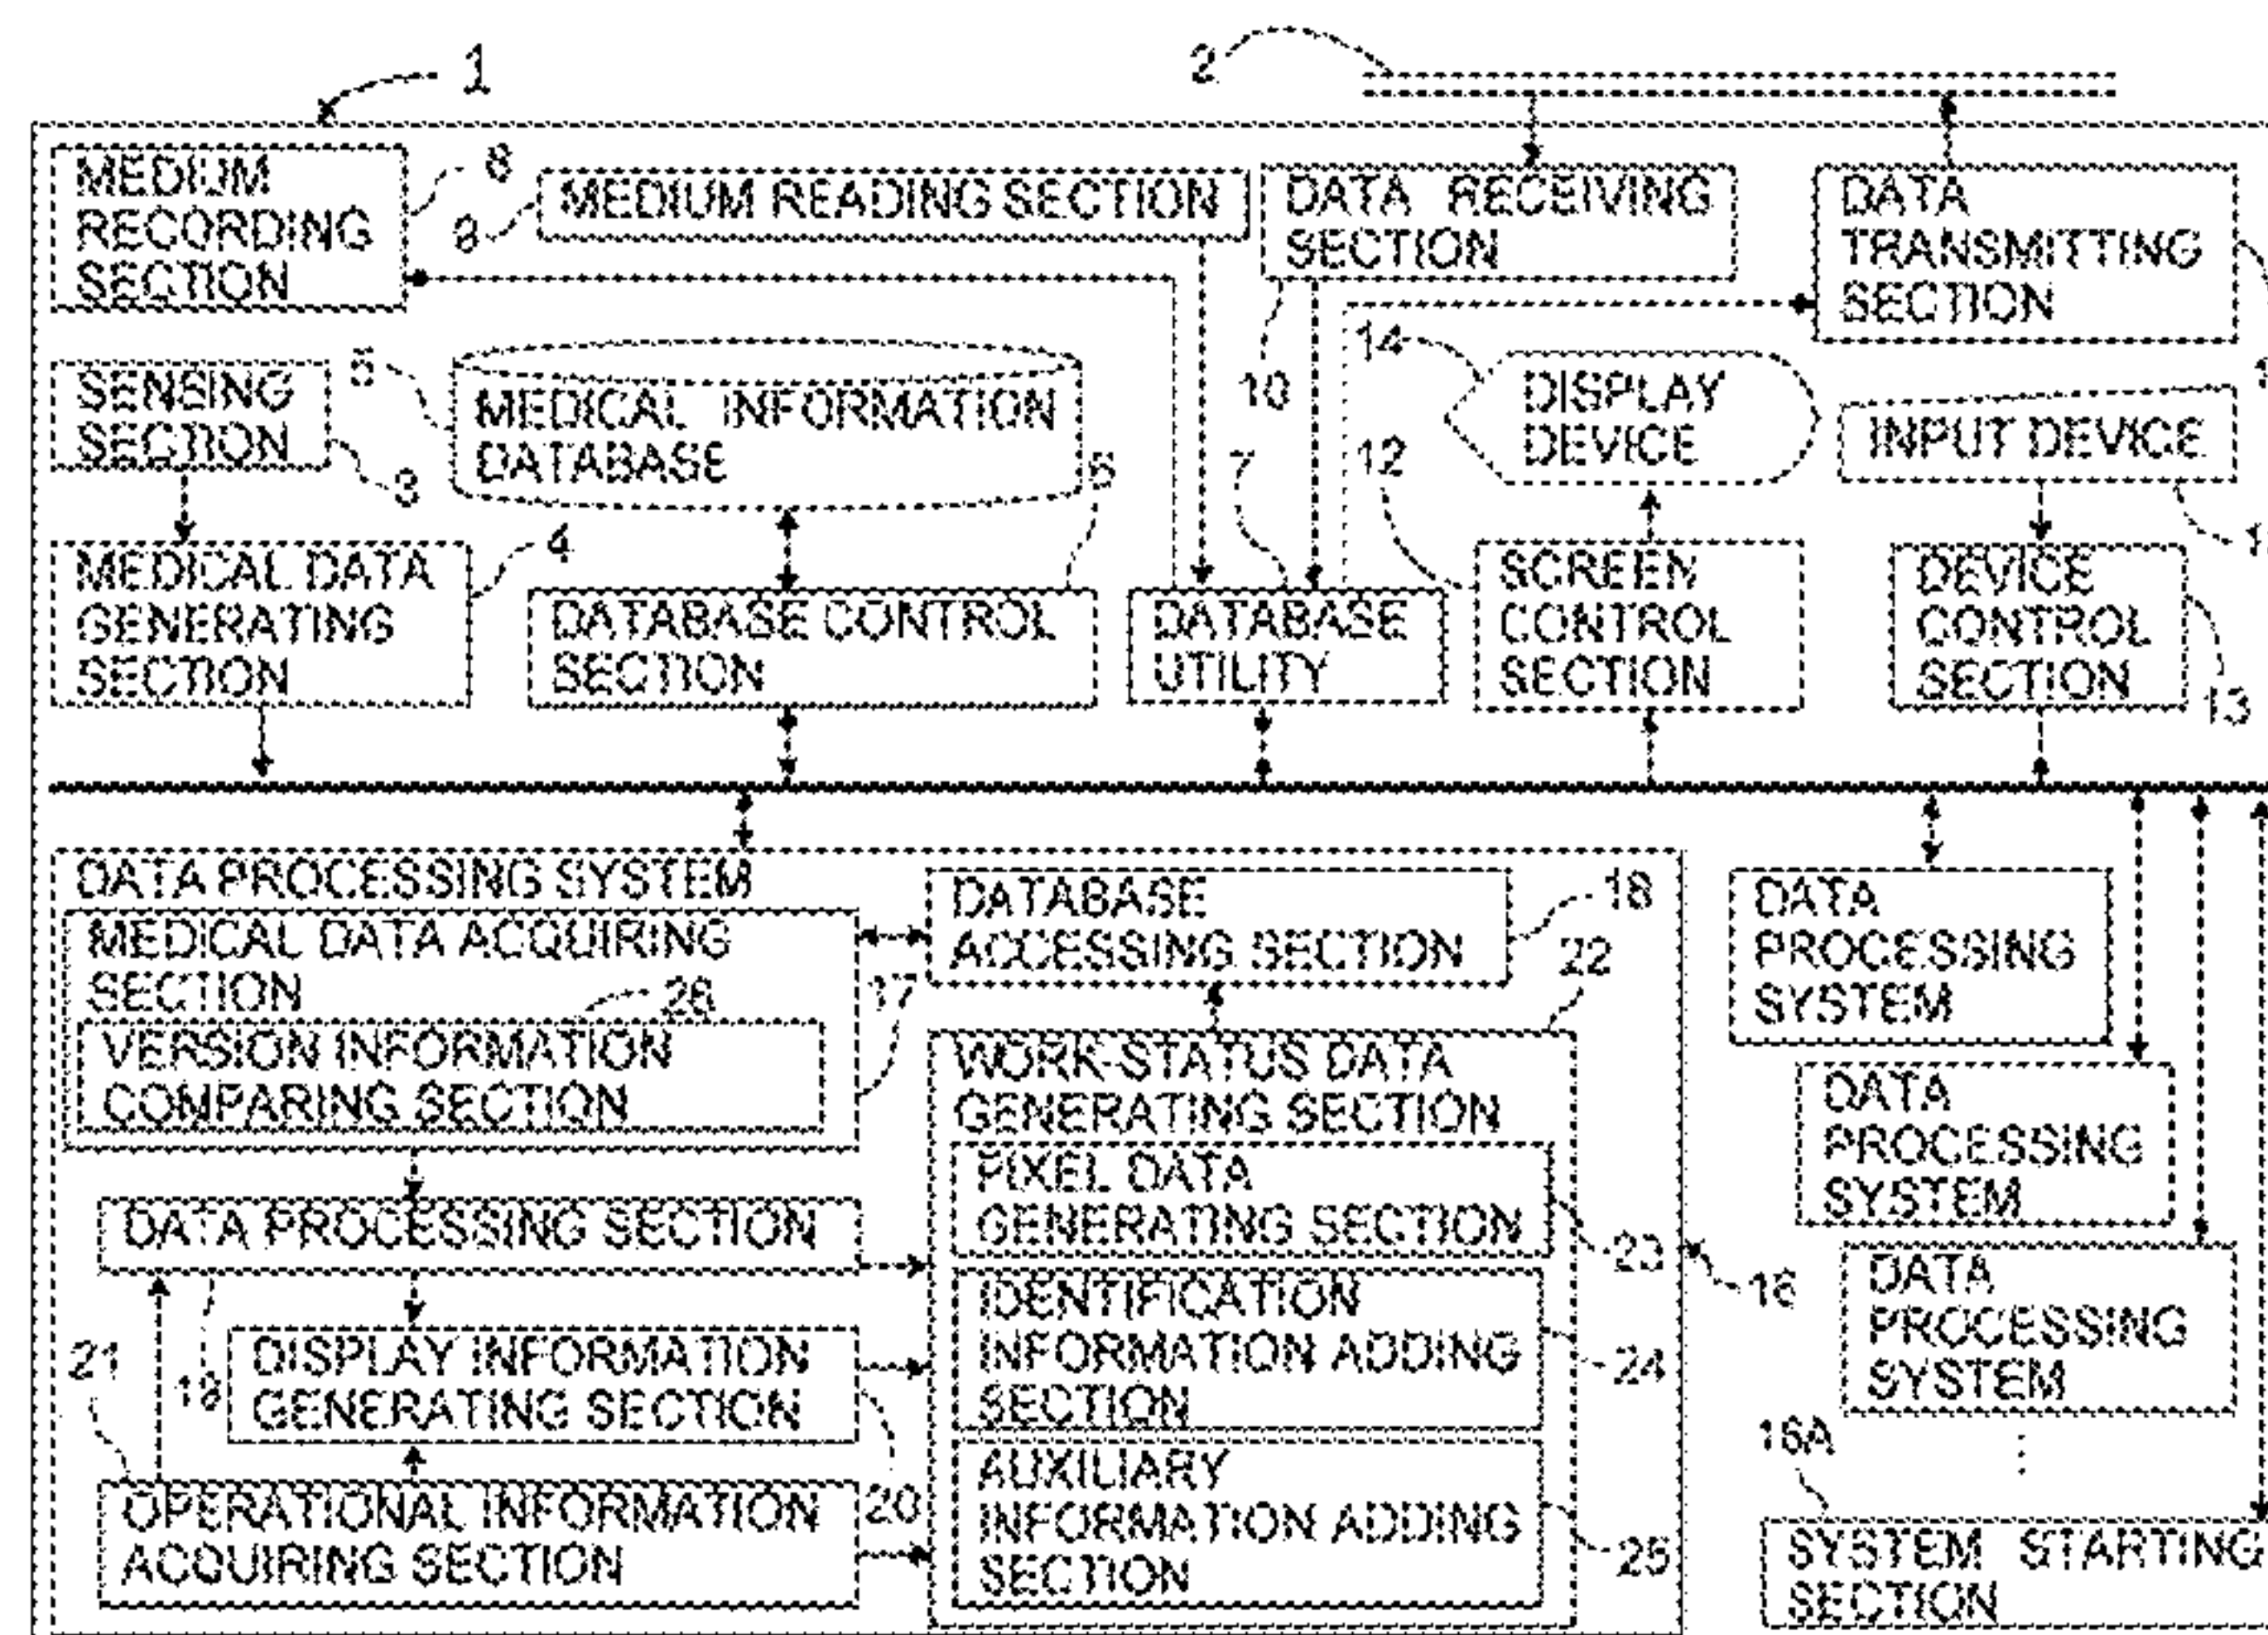 1
2
MEDIUM
RECORDING
SECTION
8
9
MEDIUM READING SECTION
DATA RECEIVING
SECTION
DATA
TRANSMITTING
SECTION
SENSING
SECTION
3
5
MEDICAL INFORMATION
DATABASE
6
10
7
14
12
DISPLAY
DEVICE
INPUT DEVICE
MEDICAL DATA
GENERATING
SECTION
4
DATABASE CONTROL
SECTION
DATABASE
UTILITY
SCREEN
CONTROL
SECTION
DEVICE
CONTROL
SECTION
13
DATA PROCESSING SYSTEM
MEDICAL DATA ACQUIRING
SECTION
26
17
VERSION INFORMATION
COMPARING SECTION
DATABASE
ACCESSING SECTION
18
22
WORK-STATUS DATA
GENERATING SECTION
PIXEL DATA
GENERATING SECTION
23
16
IDENTIFICATION
INFORMATION ADDING
SECTION
24
AUXILIARY
INFORMATION ADDING
SECTION
25
DATA PROCESSING SECTION
19
21
DISPLAY INFORMATION
GENERATING SECTION
20
OPERATIONAL INFORMATION
ACQUIRING SECTION
DATA
PROCESSING
SYSTEM
DATA
PROCESSING
SYSTEM
DATA
PROCESSING
SYSTEM
16A
SYSTEM STARTING
SECTION